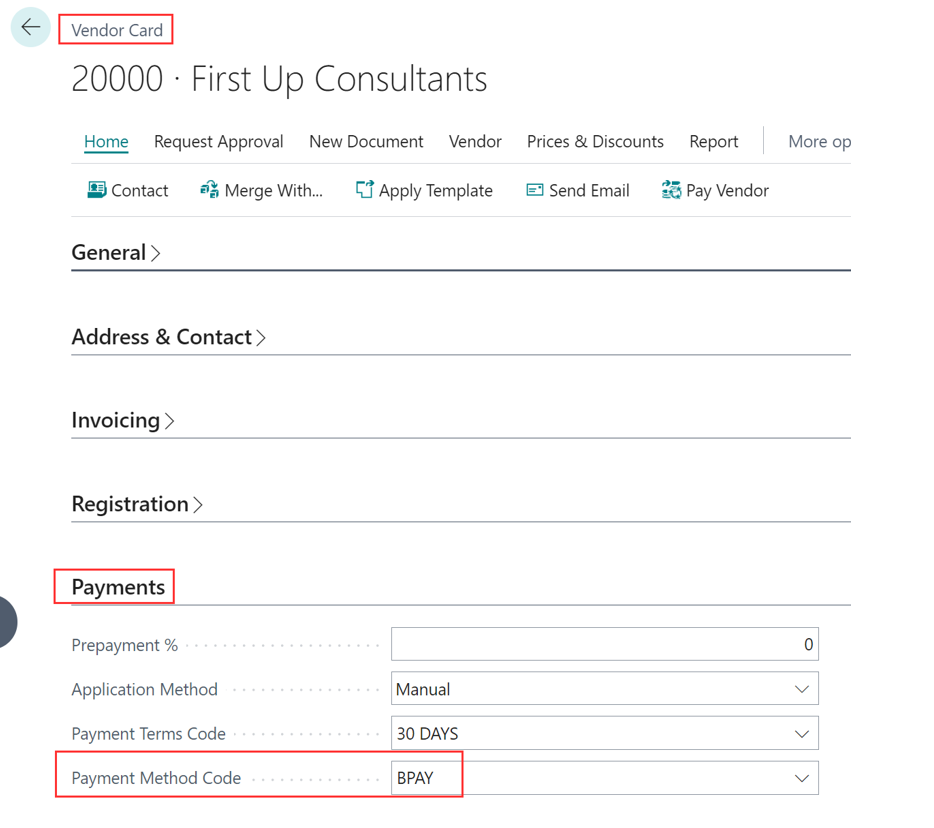 Vendor Card
20000 · First Up Consultants
Home Request Approval New Document Vendor Prices & Discounts Report More op
Contact Merge With... Apply Template Send Email Pay Vendor
General
Address & Contact
Invoicing
Registration
Payments
Prepayment % 0
Application Method Manual
Payment Terms Code 30 DAYS
Payment Method Code BPAY